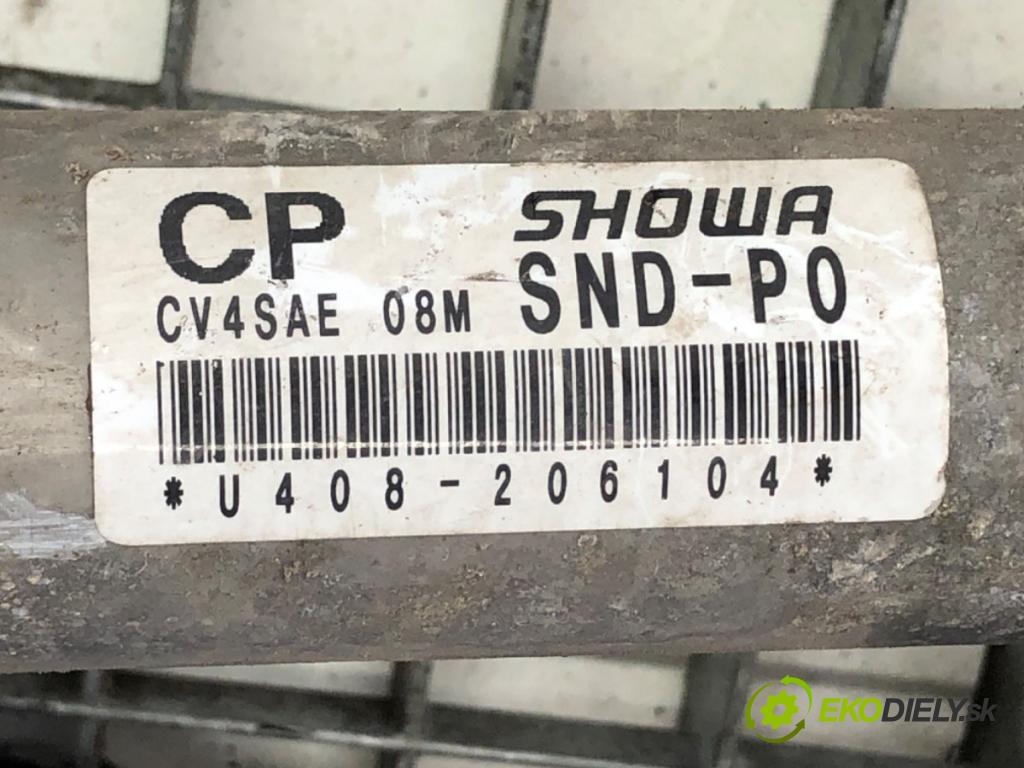 CP SHOWA
CV4SAE 08M SND-P0
*U408-206104*
EKODIELY.sk